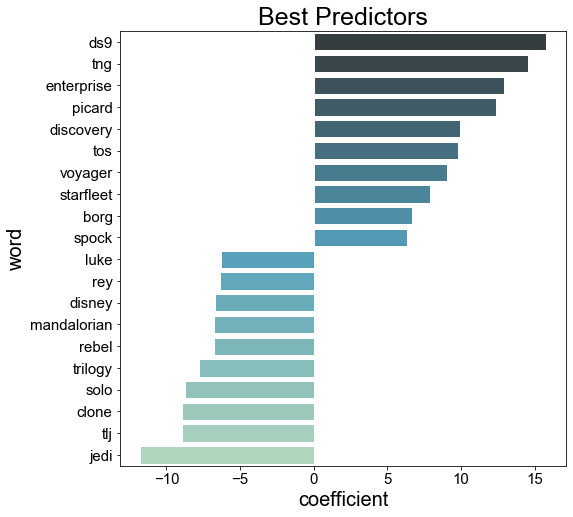 Best Predictors
ds9
tng
enterprise
picard
discovery
tos
voyager
starfleet
borg
spock
luke
rey
disney
mandalorian
rebel
trilogy
solo
clone
tlj
jedi
word
−10 −5 0 5 10 15
coefficient